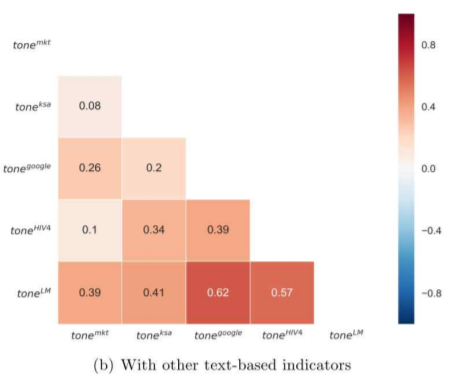 0.8
tone^mkt
tone^ksa 0.08
0.4
tone^google 0.26 0.2
0.0
tone^HIV4 0.1 0.34 0.39
−0.4
tone^LM 0.39 0.41 0.62 0.57
−0.8
tone^mkt tone^ksa tone^google tone^HIV4 tone^LM
(b) With other text-based indicators